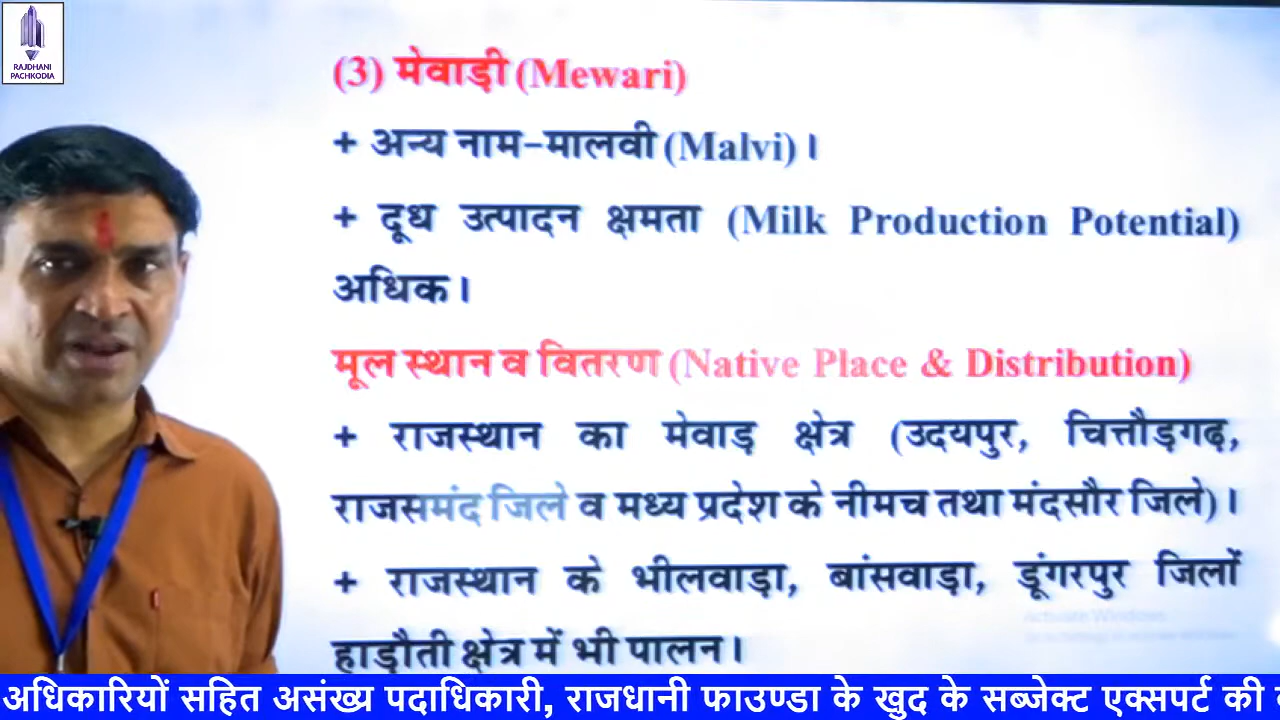 RAJDHANI
PACHKODIA
(3) मेवाड़ी (Mewari)
+ अन्य नाम-मालवी (Malvi) ।
+ दूध उत्पादन क्षमता (Milk Production Potential)
अधिक।
मूल स्थान व वितरण (Native Place & Distribution)
+ राजस्थान का मेवाड़ क्षेत्र (उदयपुर, चित्तौड़गढ़,
राजसमंद जिले व मध्य प्रदेश के नीमच तथा मंदसौर जिले)।
+ राजस्थान के भीलवाड़ा, बांसवाड़ा, डूंगरपुर जिलों
हाड़ौती क्षेत्र में भी पालन।
Activate Windows
अधिकारियों सहित असंख्य पदाधिकारी, राजधानी फाउण्डा के खुद के सब्जेक्ट एक्सपर्ट की